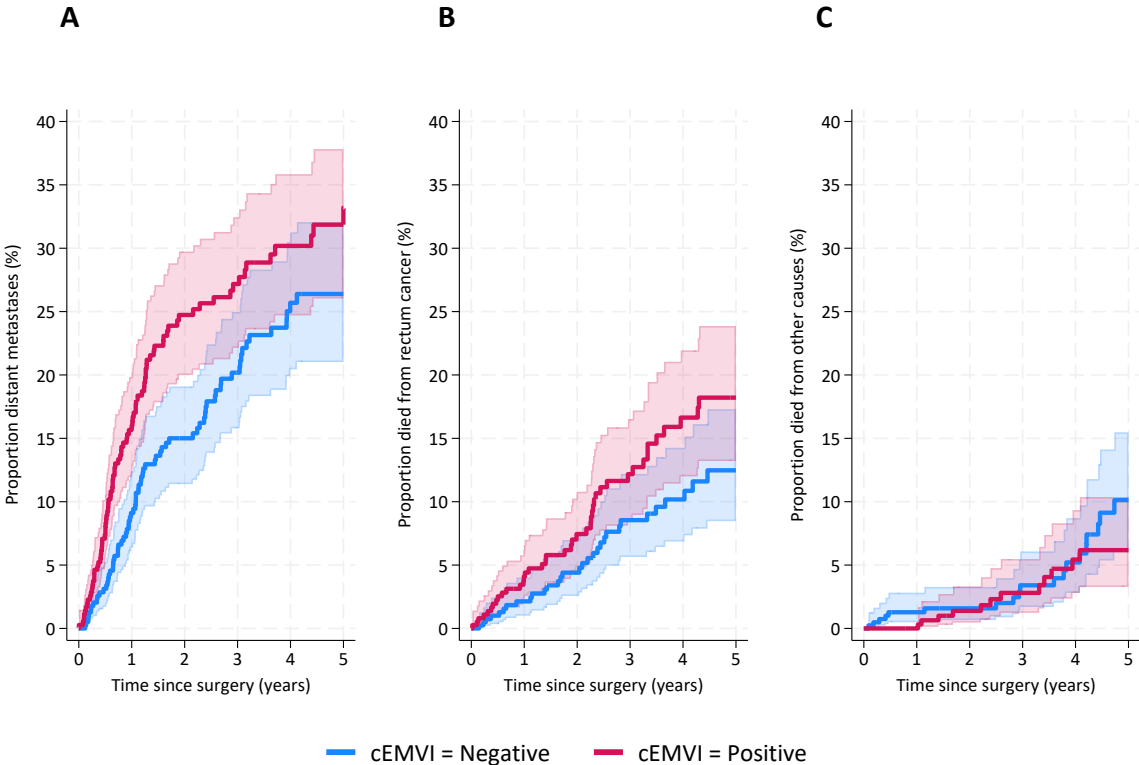 A B C
Proportion distant metastases (%)
40
35
30
25
20
15
10
5
0
0 1 2 3 4 5
Time since surgery (years)
Proportion died from rectum cancer (%)
40
35
30
25
20
15
10
5
0
0 1 2 3 4 5
Time since surgery (years)
Proportion died from other causes (%)
40
35
30
25
20
15
10
5
0
0 1 2 3 4 5
Time since surgery (years)
cEMVI = Negative cEMVI = Positive